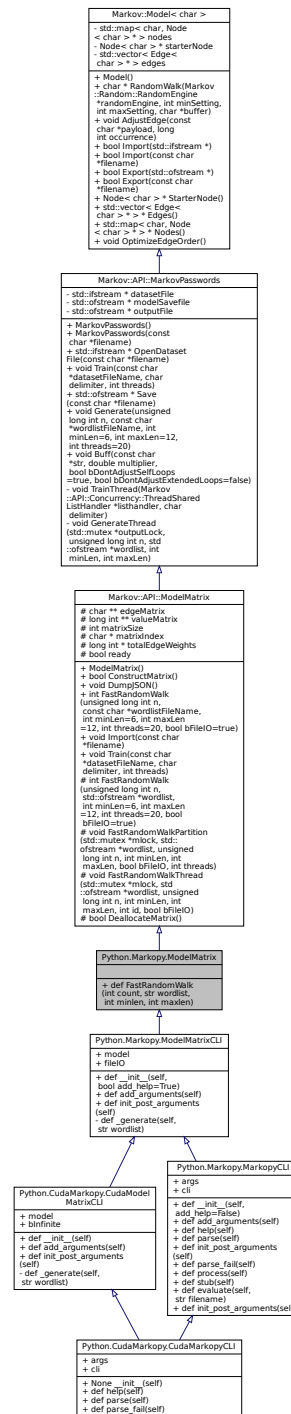 Markov::Model< char >
- std::map< char, Node
< char > * > nodes
- Node< char > * starterNode
- std::vector< Edge<
char > * > edges
+ Model()
+ char * RandomWalk(Markov
::Random::RandomEngine
*randomEngine, int minSetting,
int maxSetting, char *buffer)
+ void AdjustEdge(const
char *payload, long
int occurrence)
+ bool Import(std::ifstream *)
+ bool Import(const char
*filename)
+ bool Export(std::ofstream *)
+ bool Export(const char
*filename)
+ Node< char > * StarterNode()
+ std::vector< Edge<
char > * > * Edges()
+ std::map< char, Node
< char > * > * Nodes()
+ void OptimizeEdgeOrder()
Markov::API::MarkovPasswords
- std::ifstream * datasetFile
- std::ofstream * modelSavefile
- std::ofstream * outputFile
+ MarkovPasswords()
+ MarkovPasswords(const
char *filename)
+ std::ifstream * OpenDataset
File(const char *filename)
+ void Train(const char
*datasetFileName, char
delimiter, int threads)
+ std::ofstream * Save
(const char *filename)
+ void Generate(unsigned
long int n, const char
*wordlistFileName, int
minLen=6, int maxLen=12,
int threads=20)
+ void Buff(const char
*str, double multiplier,
bool bDontAdjustSelfLoops
=true, bool bDontAdjustExtendedLoops=false)
- void TrainThread(Markov
::API::Concurrency::ThreadShared
ListHandler *listhandler, char
delimiter)
- void GenerateThread
(std::mutex *outputLock,
unsigned long int n, std
::ofstream *wordlist, int
minLen, int maxLen)
Markov::API::ModelMatrix
# char ** edgeMatrix
# long int ** valueMatrix
# int matrixSize
# char * matrixIndex
# long int * totalEdgeWeights
# bool ready
+ ModelMatrix()
+ bool ConstructMatrix()
+ void DumpJSON()
+ int FastRandomWalk
(unsigned long int n,
const char *wordlistFileName,
int minLen=6, int maxLen
=12, int threads=20, bool bFileIO=true)
+ void Import(const char
*filename)
+ void Train(const char
*datasetFileName, char
delimiter, int threads)
# int FastRandomWalk
(unsigned long int n,
std::ofstream *wordlist,
int minLen=6, int maxLen
=12, int threads=20, bool
bFileIO=true)
# void FastRandomWalkPartition
(std::mutex *mlock, std::
ofstream *wordlist, unsigned
long int n, int minLen, int
maxLen, bool bFileIO, int threads)
# void FastRandomWalkThread
(std::mutex *mlock, std
::ofstream *wordlist, unsigned
long int n, int minLen, int
maxLen, int id, bool bFileIO)
# bool DeallocateMatrix()
Python.Markopy.ModelMatrix
+ def FastRandomWalk
(int count, str wordlist,
int minlen, int maxlen)
Python.Markopy.ModelMatrixCLI
+ model
+ fileIO
+ def __init__(self,
bool add_help=True)
+ def add_arguments(self)
+ def init_post_arguments
(self)
- def _generate(self,
str wordlist)
Python.CudaMarkopy.CudaModel
MatrixCLI
+ model
+ bInfinite
+ def __init__(self)
+ def add_arguments(self)
+ def init_post_arguments
(self)
- def _generate(self,
str wordlist)
Python.Markopy.MarkopyCLI
+ args
+ cli
+ def __init__(self,
add_help=False)
+ def add_arguments(self)
+ def help(self)
+ def parse(self)
+ def init_post_arguments
(self)
+ def parse_fail(self)
+ def process(self)
+ def stub(self)
+ def evaluate(self,
str filename)
+ def init_post_arguments(sel
Python.CudaMarkopy.CudaMarkopyCLI
+ args
+ cli
+ None __init__(self)
+ def help(self)
+ def parse(self)
+ def parse_fail(self)